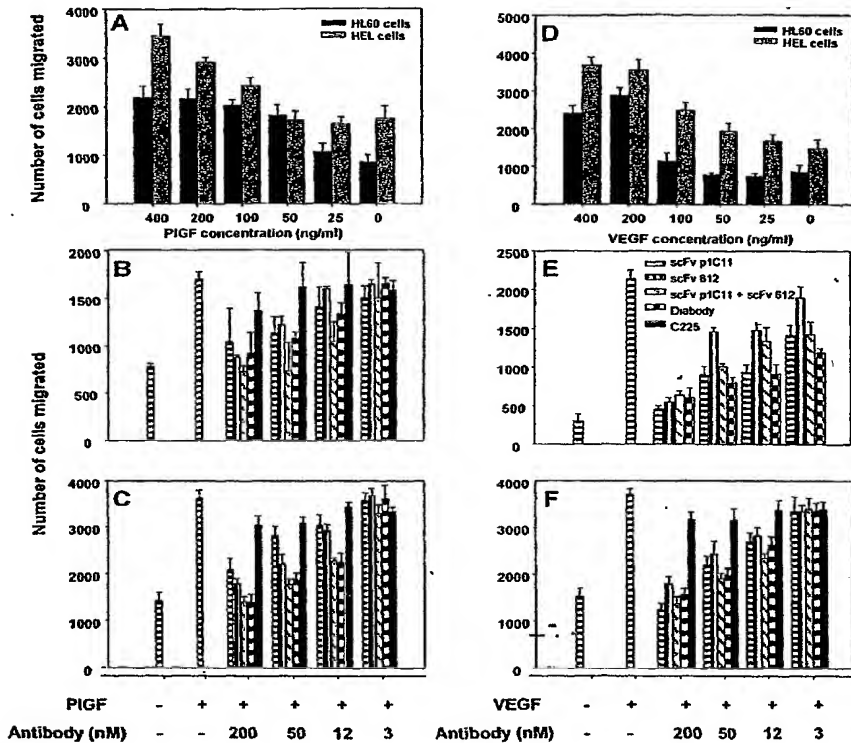 A
HL60 cells
HEL cells
4000
3000
2000
1000
0
400 200 100 50 25 0
PlGF concentration (ng/ml)
Number of cells migrated
D
HL60 cells
HEL cells
5000
4000
3000
2000
1000
0
400 200 100 50 25 0
VEGF concentration (ng/ml)
B
2000
1500
1000
500
0
E
scFv p1C11
scFv 612
scFv p1C11 + scFv 612
Diabody
C225
2500
2000
1500
1000
500
0
Number of cells migrated
C
4000
3000
2000
1000
0
F
4000
3000
2000
1000
0
PlGF - + + + + +
Antibody (nM) - - 200 50 12 3
VEGF - + + + + +
Antibody (nM) - - 200 50 12 3